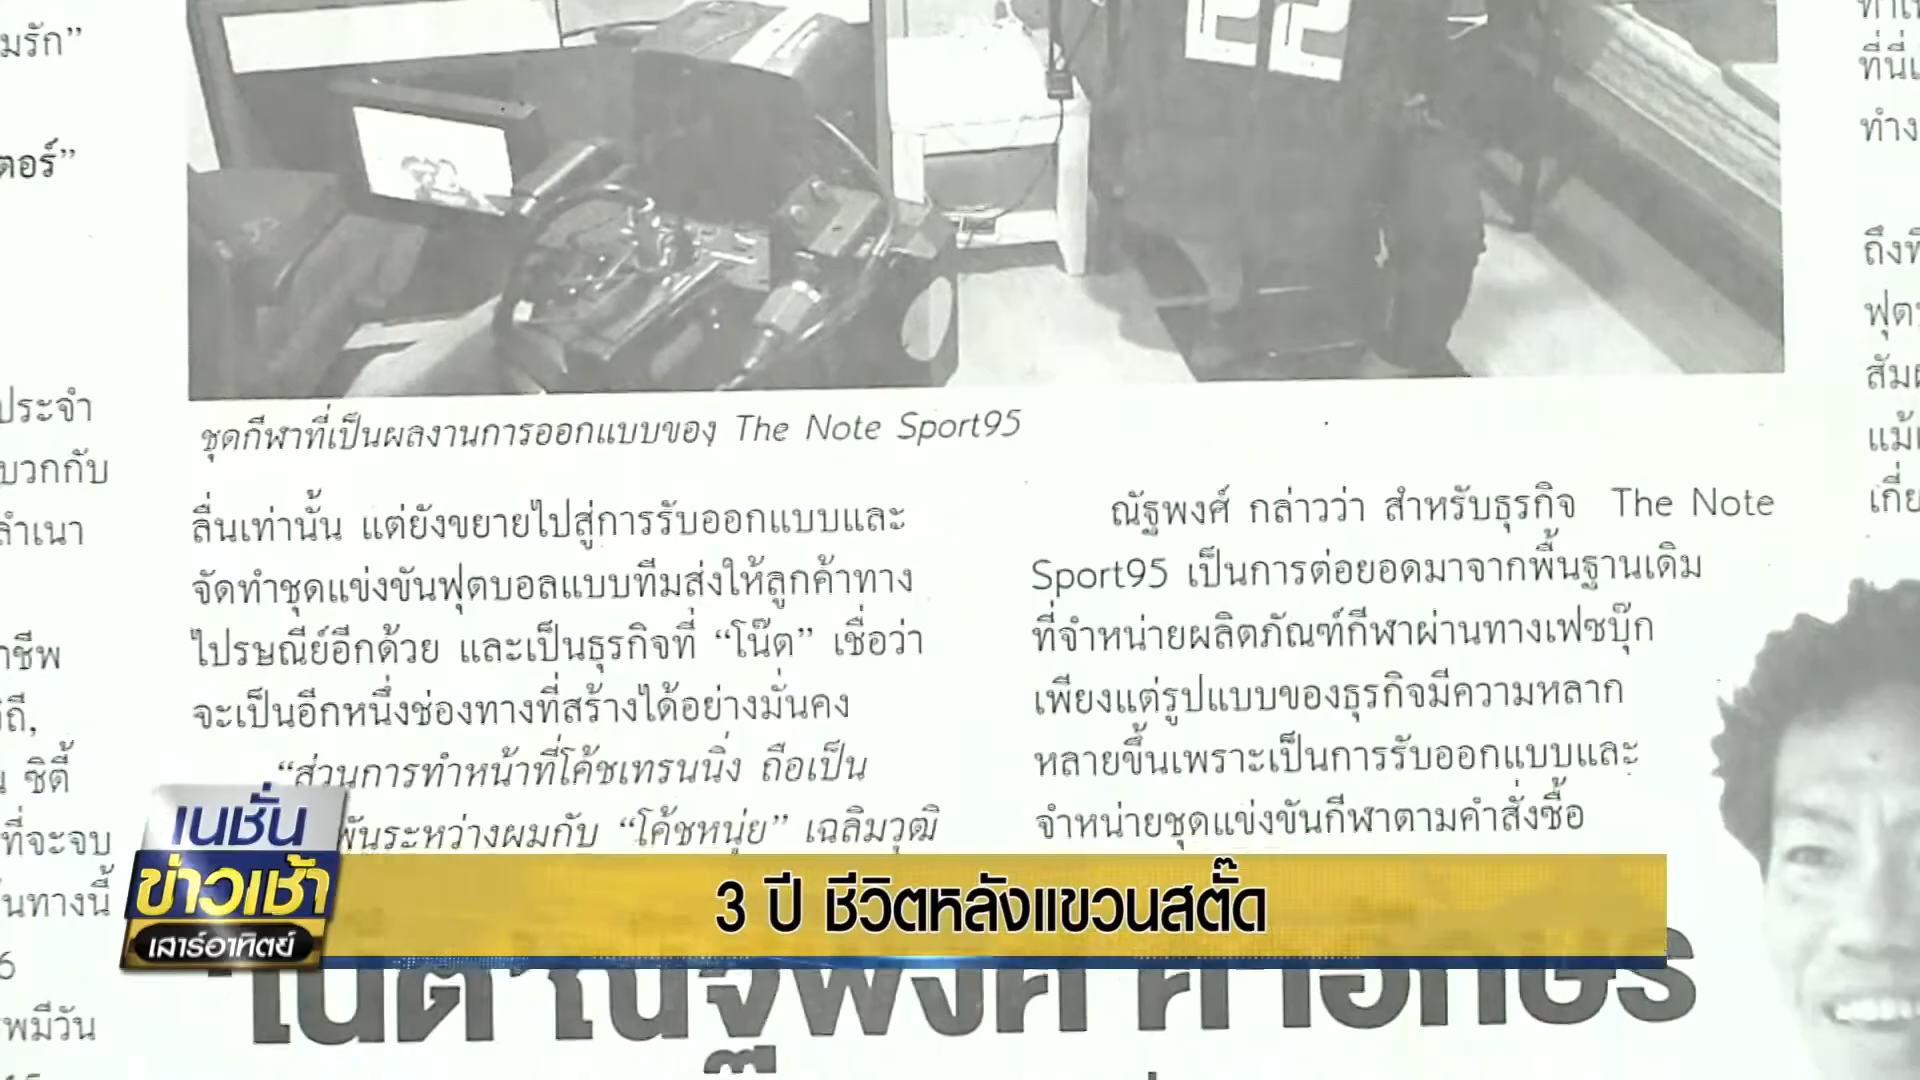 มรัก”
ตอร์”
ประจำ
บวกกับ
ลำเนา
ซิตี้
ที่จะจบ
นทางนี้
6
พมีวัน
22
ชุดกีฬาที่เป็นผลงานการออกแบบของ The Note Sport95
ลื่นเท่านั้น แต่ยังขยายไปสู่การรับออกแบบและ
จัดทำชุดแข่งขันฟุตบอลแบบทีมส่งให้ลูกค้าทาง
ไปรษณีย์อีกด้วย และเป็นธุรกิจที่ “โน๊ต” เชื่อว่า
จะเป็นอีกหนึ่งช่องทางที่สร้างได้อย่างมั่นคง
“ส่วนการทำหน้าที่โค้ชเทรนนิ่ง ถือเป็น
พันระหว่างผมกับ “โค้ชหนุ่ย” เฉลิมวุฒิ
ณัฐพงศ์ กล่าวว่า สำหรับธุรกิจ The Note
Sport95 เป็นการต่อยอดมาจากพื้นฐานเดิม
ที่จำหน่ายผลิตภัณฑ์กีฬาผ่านทางเฟซบุ๊ก
เพียงแต่รูปแบบของธุรกิจมีความหลาก
หลายขึ้นเพราะเป็นการรับออกแบบและ
จำหน่ายชุดแข่งขันกีฬาตามคำสั่งซื้อ
ที่นี่
ทำง
ถึงที่
ฟุต
สัม
แม้
เกี่ย
เนชั่น
ข่าวเช้า
เสาร์อาทิตย์
3 ปี ชีวิตหลังแขวนสตั๊ด